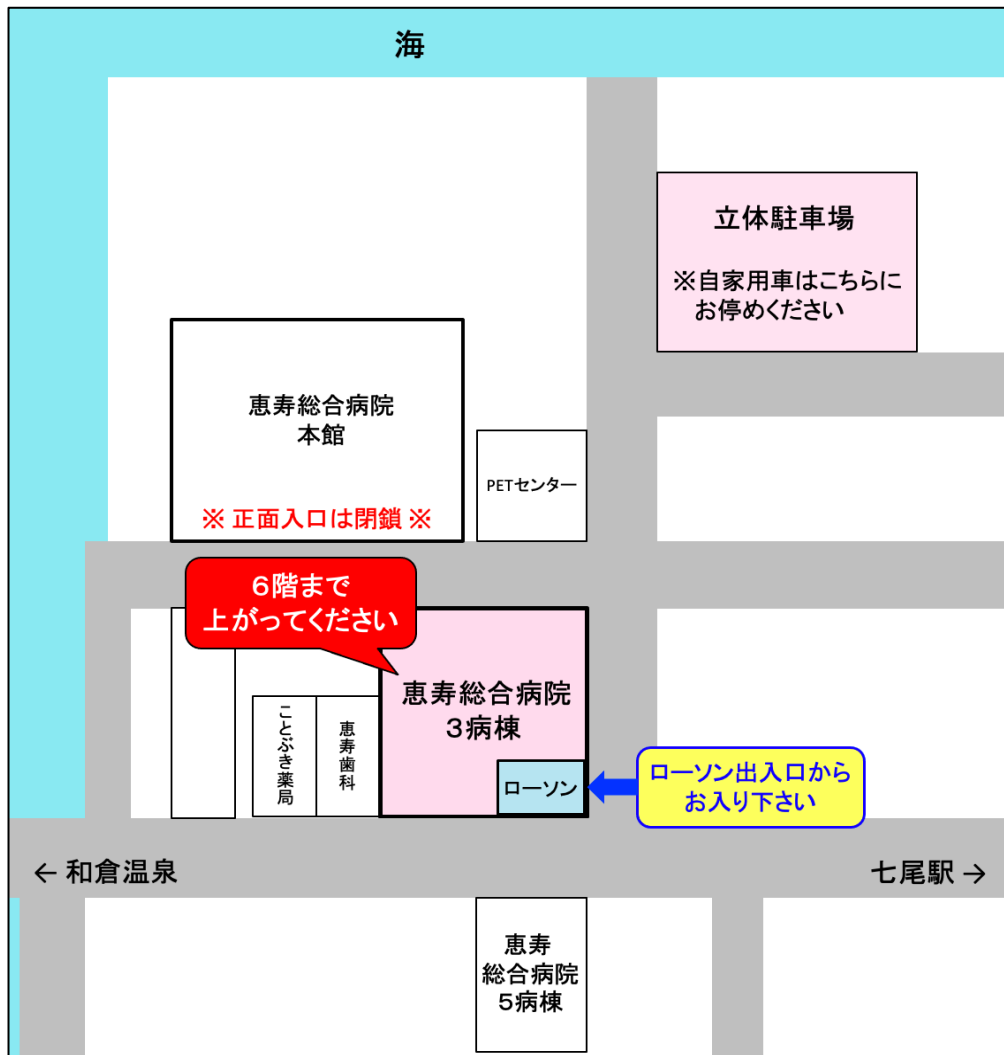 海
立体駐車場
※自家用車はこちらに
お停めください
恵寿総合病院
本館
※ 正面入口は閉鎖 ※
PETセンター
６階まで
上がってください
恵寿総合病院
３病棟
ことぶき薬局
恵寿歯科
ローソン
ローソン出入口から
お入り下さい
← 和倉温泉
七尾駅 →
恵寿
総合病院
５病棟